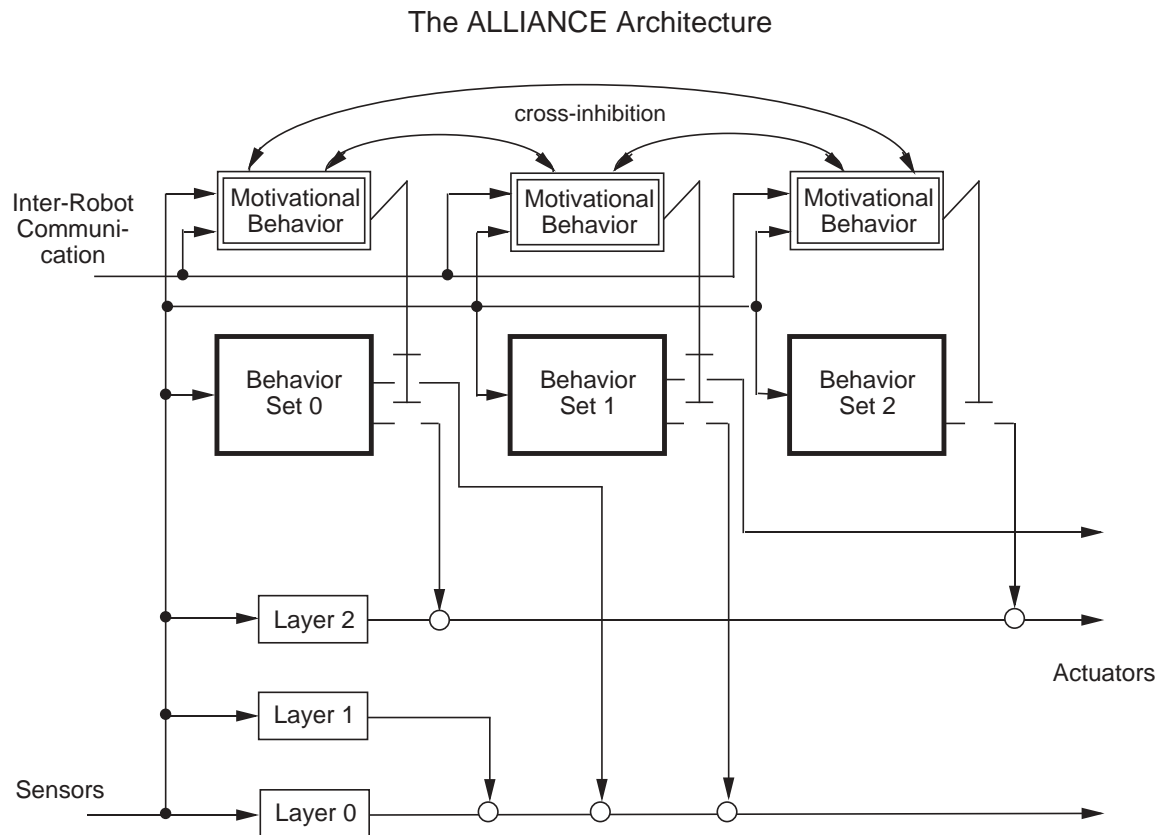 The ALLIANCE Architecture
cross-inhibition
Inter-Robot
Communi-
cation
Motivational
Behavior
Motivational
Behavior
Motivational
Behavior
Behavior
Set 0
Behavior
Set 1
Behavior
Set 2
Layer 2
Actuators
Layer 1
Sensors
Layer 0